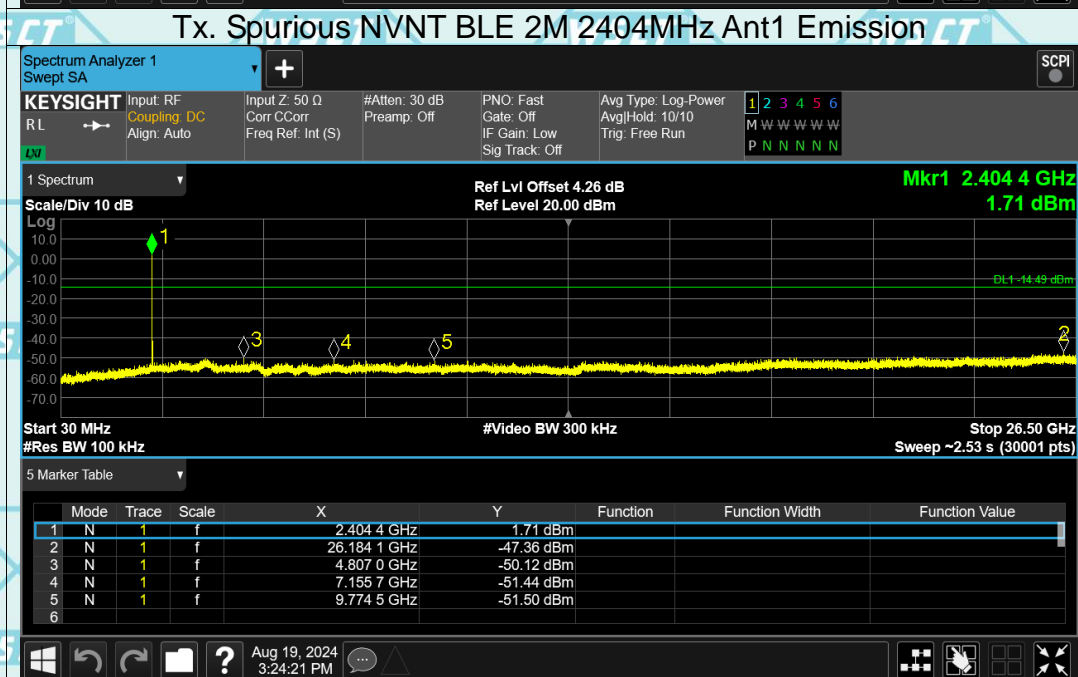 Tx. Spurious NVNT BLE 2M 2404MHz Ant1 Emission
Spectrum Analyzer 1
Swept SA
+
SCPI
KEYSIGHT
RL
LXI
Input: RF
Coupling: DC
Align: Auto
Input Z: 50 Ω
Corr CCorr
Freq Ref: Int (S)
#Atten: 30 dB
Preamp: Off
PNO: Fast
Gate: Off
IF Gain: Low
Sig Track: Off
Avg Type: Log-Power
Avg|Hold: 10/10
Trig: Free Run
1 2 3 4 5 6
M W W W W W
P N N N N N
1 Spectrum
Scale/Div 10 dB
Ref Lvl Offset 4.26 dB
Ref Level 20.00 dBm
Mkr1 2.404 4 GHz
1.71 dBm
Log
10.0
0.00
-10.0
-20.0
-30.0
-40.0
-50.0
-60.0
-70.0
1
3
4
5
2
DL1 -14.49 dBm
Start 30 MHz
#Res BW 100 kHz
#Video BW 300 kHz
Stop 26.50 GHz
Sweep ~2.53 s (30001 pts)
5 Marker Table
Mode Trace Scale X Y Function Function Width Function Value
1 N 1 f 2.404 4 GHz 1.71 dBm
2 N 1 f 26.184 1 GHz -47.36 dBm
3 N 1 f 4.807 0 GHz -50.12 dBm
4 N 1 f 7.155 7 GHz -51.44 dBm
5 N 1 f 9.774 5 GHz -51.50 dBm
6
?
Aug 19, 2024
3:24:21 PM